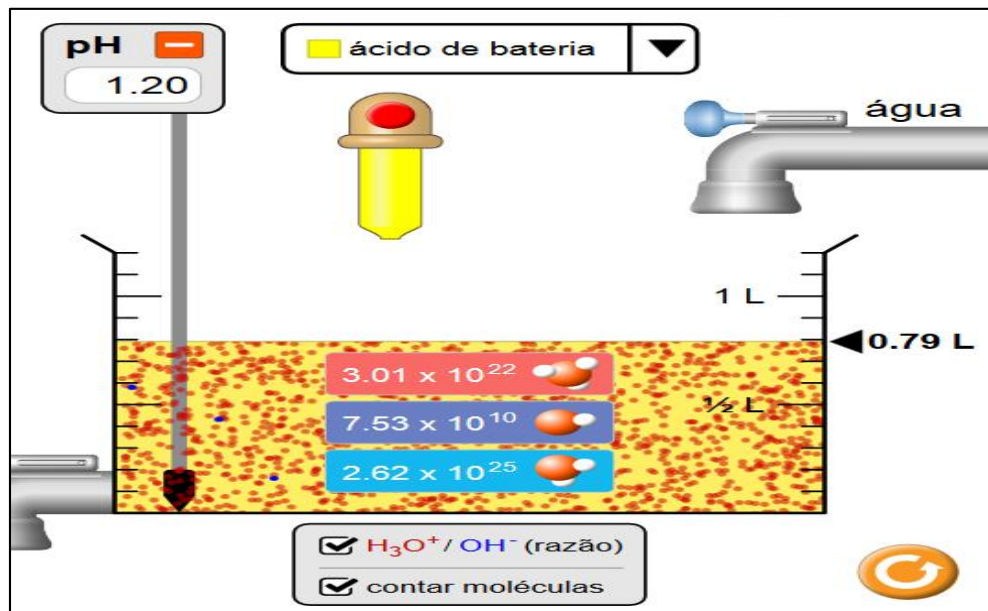 pH
1.20
ácido de bateria
água
1 L
0.79 L
½ L
3.01 x 10²²
7.53 x 10¹⁰
2.62 x 10²⁵
H₃O⁺/ OH⁻ (razão)
contar moléculas